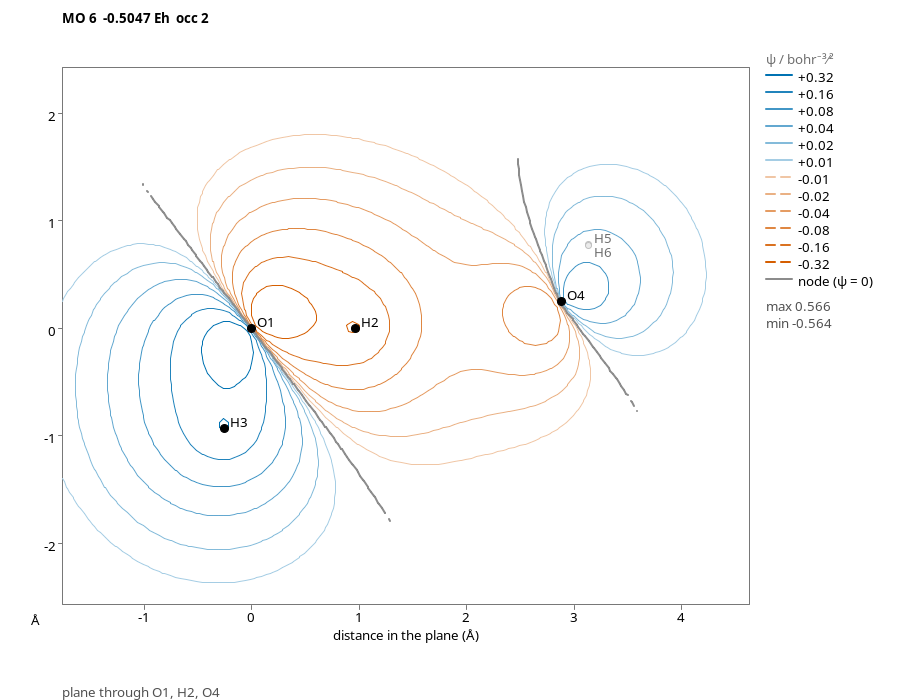 MO 6 -0.5047 Eh occ 2
ψ / bohr⁻³ᐟ²
+0.32
+0.16
+0.08
+0.04
+0.02
+0.01
-0.01
-0.02
-0.04
-0.08
-0.16
-0.32
node (ψ = 0)
max 0.566
min -0.564
2
1
0
-1
-2
H5
H6
O4
O1
H2
H3
Å
-1
0
1
2
3
4
distance in the plane (Å)
plane through O1, H2, O4